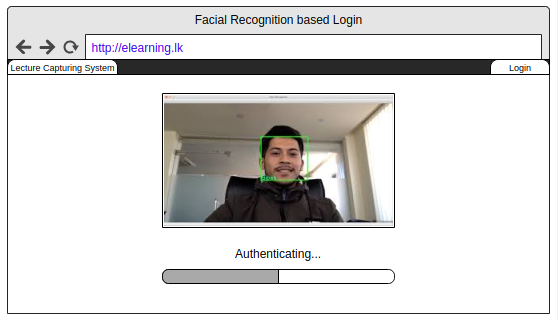 Facial Recognition based Login
http://elearning.lk
Lecture Capturing System
Login
Authenticating...